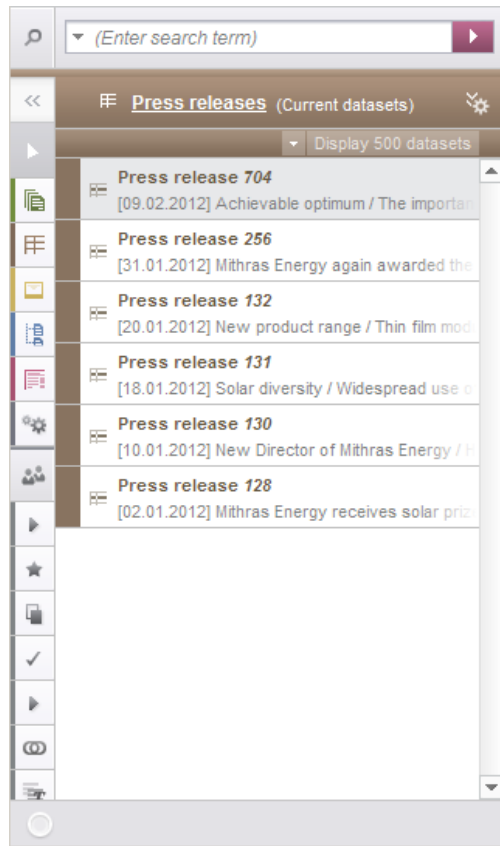 (Enter search term)
Press releases (Current datasets)
Display 500 datasets
Press release 704
[09.02.2012] Achievable optimum / The importan
Press release 256
[31.01.2012] Mithras Energy again awarded the
Press release 132
[20.01.2012] New product range / Thin film mod
Press release 131
[18.01.2012] Solar diversity / Widespread use o
Press release 130
[10.01.2012] New Director of Mithras Energy / H
Press release 128
[02.01.2012] Mithras Energy receives solar priz